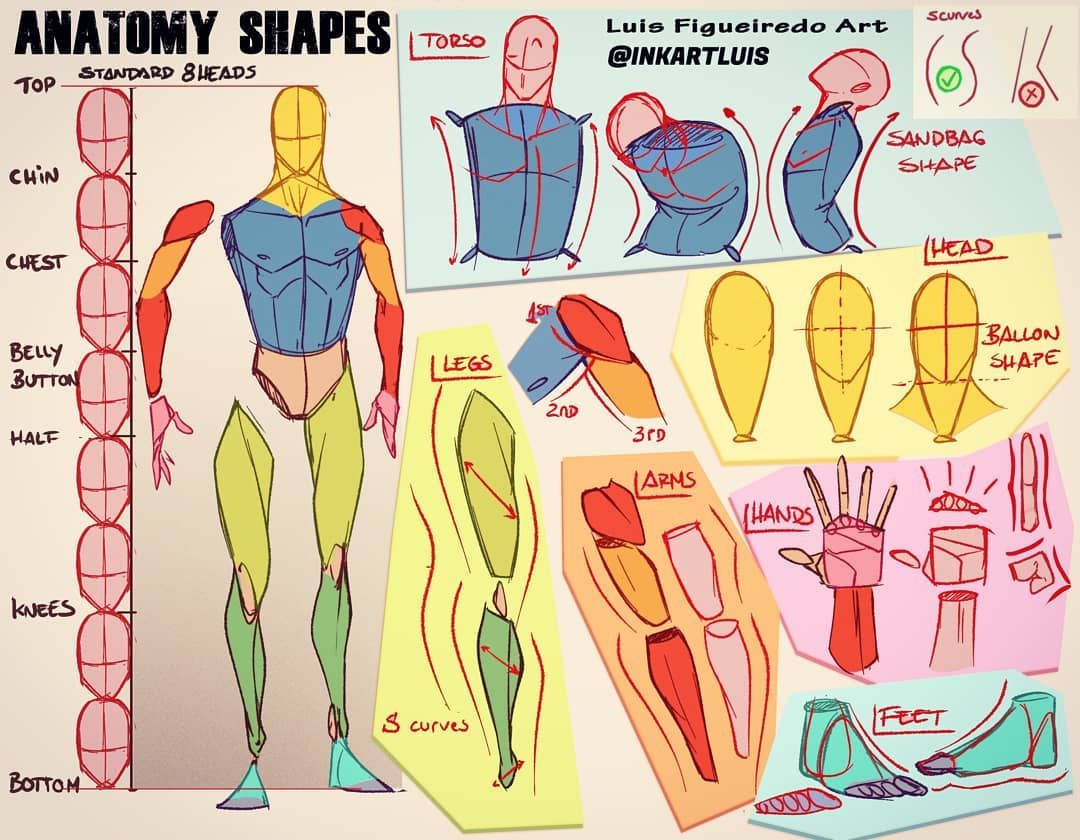 ANATOMY SHAPES
STANDARD 8 HEADS
TOP
CHIN
CHEST
BELLY
BUTTON
HALF
KNEES
BOTTOM
TORSO
Luis Figueiredo Art
@INKARTLUIS
SCURVES
SANDBAG
SHAPE
HEAD
BALLON
SHAPE
1ST
2ND
3RD
LEGS
S curves
ARMS
HANDS
FEET